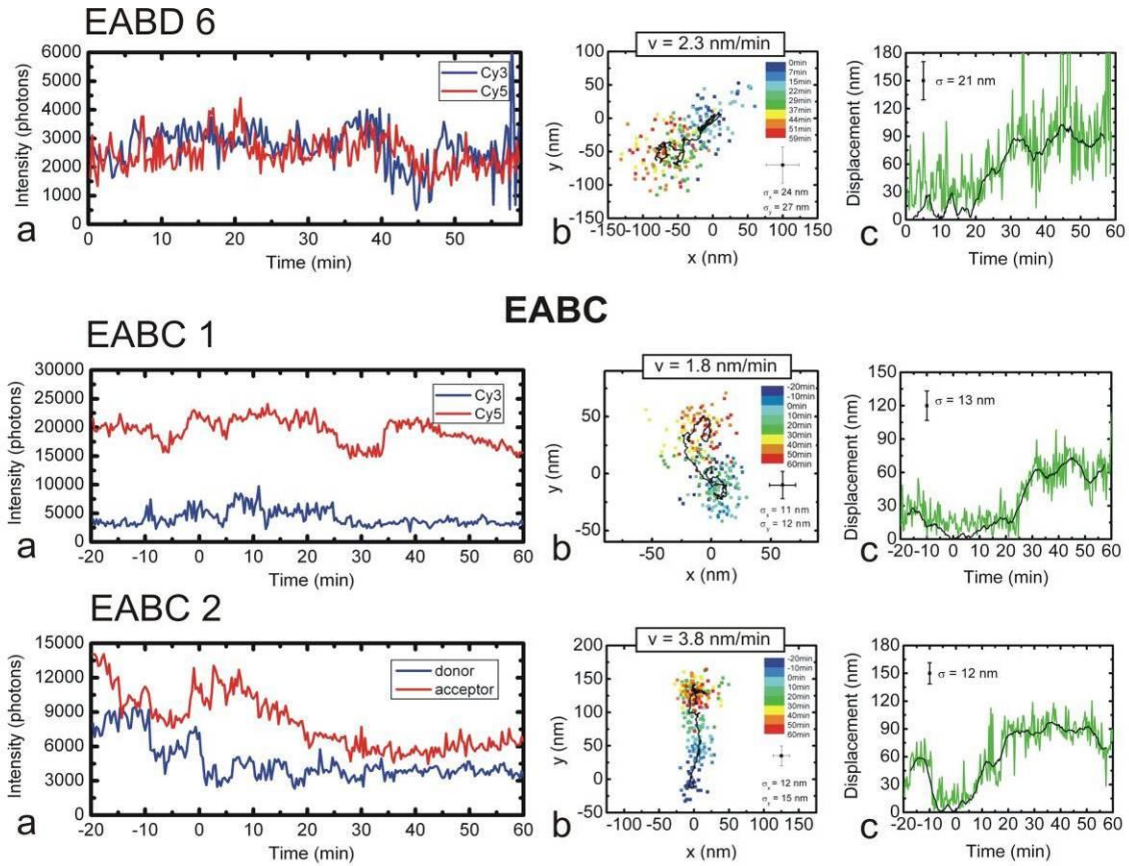 EABD 6
Intensity (photons)
6000
5000
4000
3000
2000
1000
0
Cy3
Cy5
0 10 20 30 40 50
Time (min)
a
v = 2.3 nm/min
y (nm)
100
50
0
-50
-100
-150
0min
7min
15min
22min
29min
37min
44min
51min
59min
σx = 24 nm
σy = 27 nm
-150 -100 -50 0 50 100 150
x (nm)
b
Displacement (nm)
180
150
120
90
60
30
0
σ = 21 nm
0 10 20 30 40 50 60
Time (min)
c
EABC
EABC 1
Intensity (photons)
30000
25000
20000
15000
10000
5000
0
Cy3
Cy5
-20 -10 0 10 20 30 40 50 60
Time (min)
a
v = 1.8 nm/min
y (nm)
100
50
0
-50
-20min
-10min
0min
10min
20min
30min
40min
50min
60min
σx = 11 nm
σy = 12 nm
-50 0 50
x (nm)
b
Displacement (nm)
150
120
90
60
30
0
σ = 13 nm
-20 -10 0 10 20 30 40 50 60
Time (min)
c
EABC 2
Intensity (photons)
15000
12000
9000
6000
3000
0
donor
acceptor
-20 -10 0 10 20 30 40 50 60
Time (min)
a
v = 3.8 nm/min
y (nm)
200
150
100
50
0
-50
-20min
-10min
0min
10min
20min
30min
40min
50min
60min
σx = 12 nm
σy = 15 nm
-100 -50 0 50 100
x (nm)
b
Displacement (nm)
180
150
120
90
60
30
0
σ = 12 nm
-20 -10 0 10 20 30 40 50 60
Time (min)
c